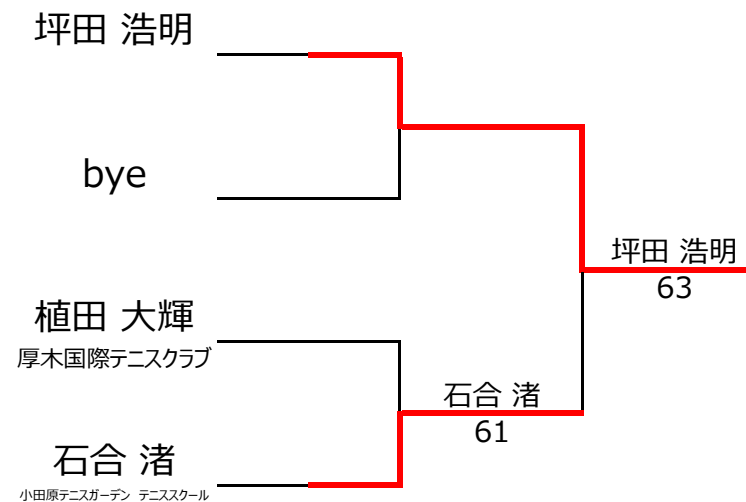 坪田 浩明
bye
坪田 浩明
63
植田 大輝
厚木国際テニスクラブ
石合 渚
61
石合 渚
小田原テニスガーデン テニススクール